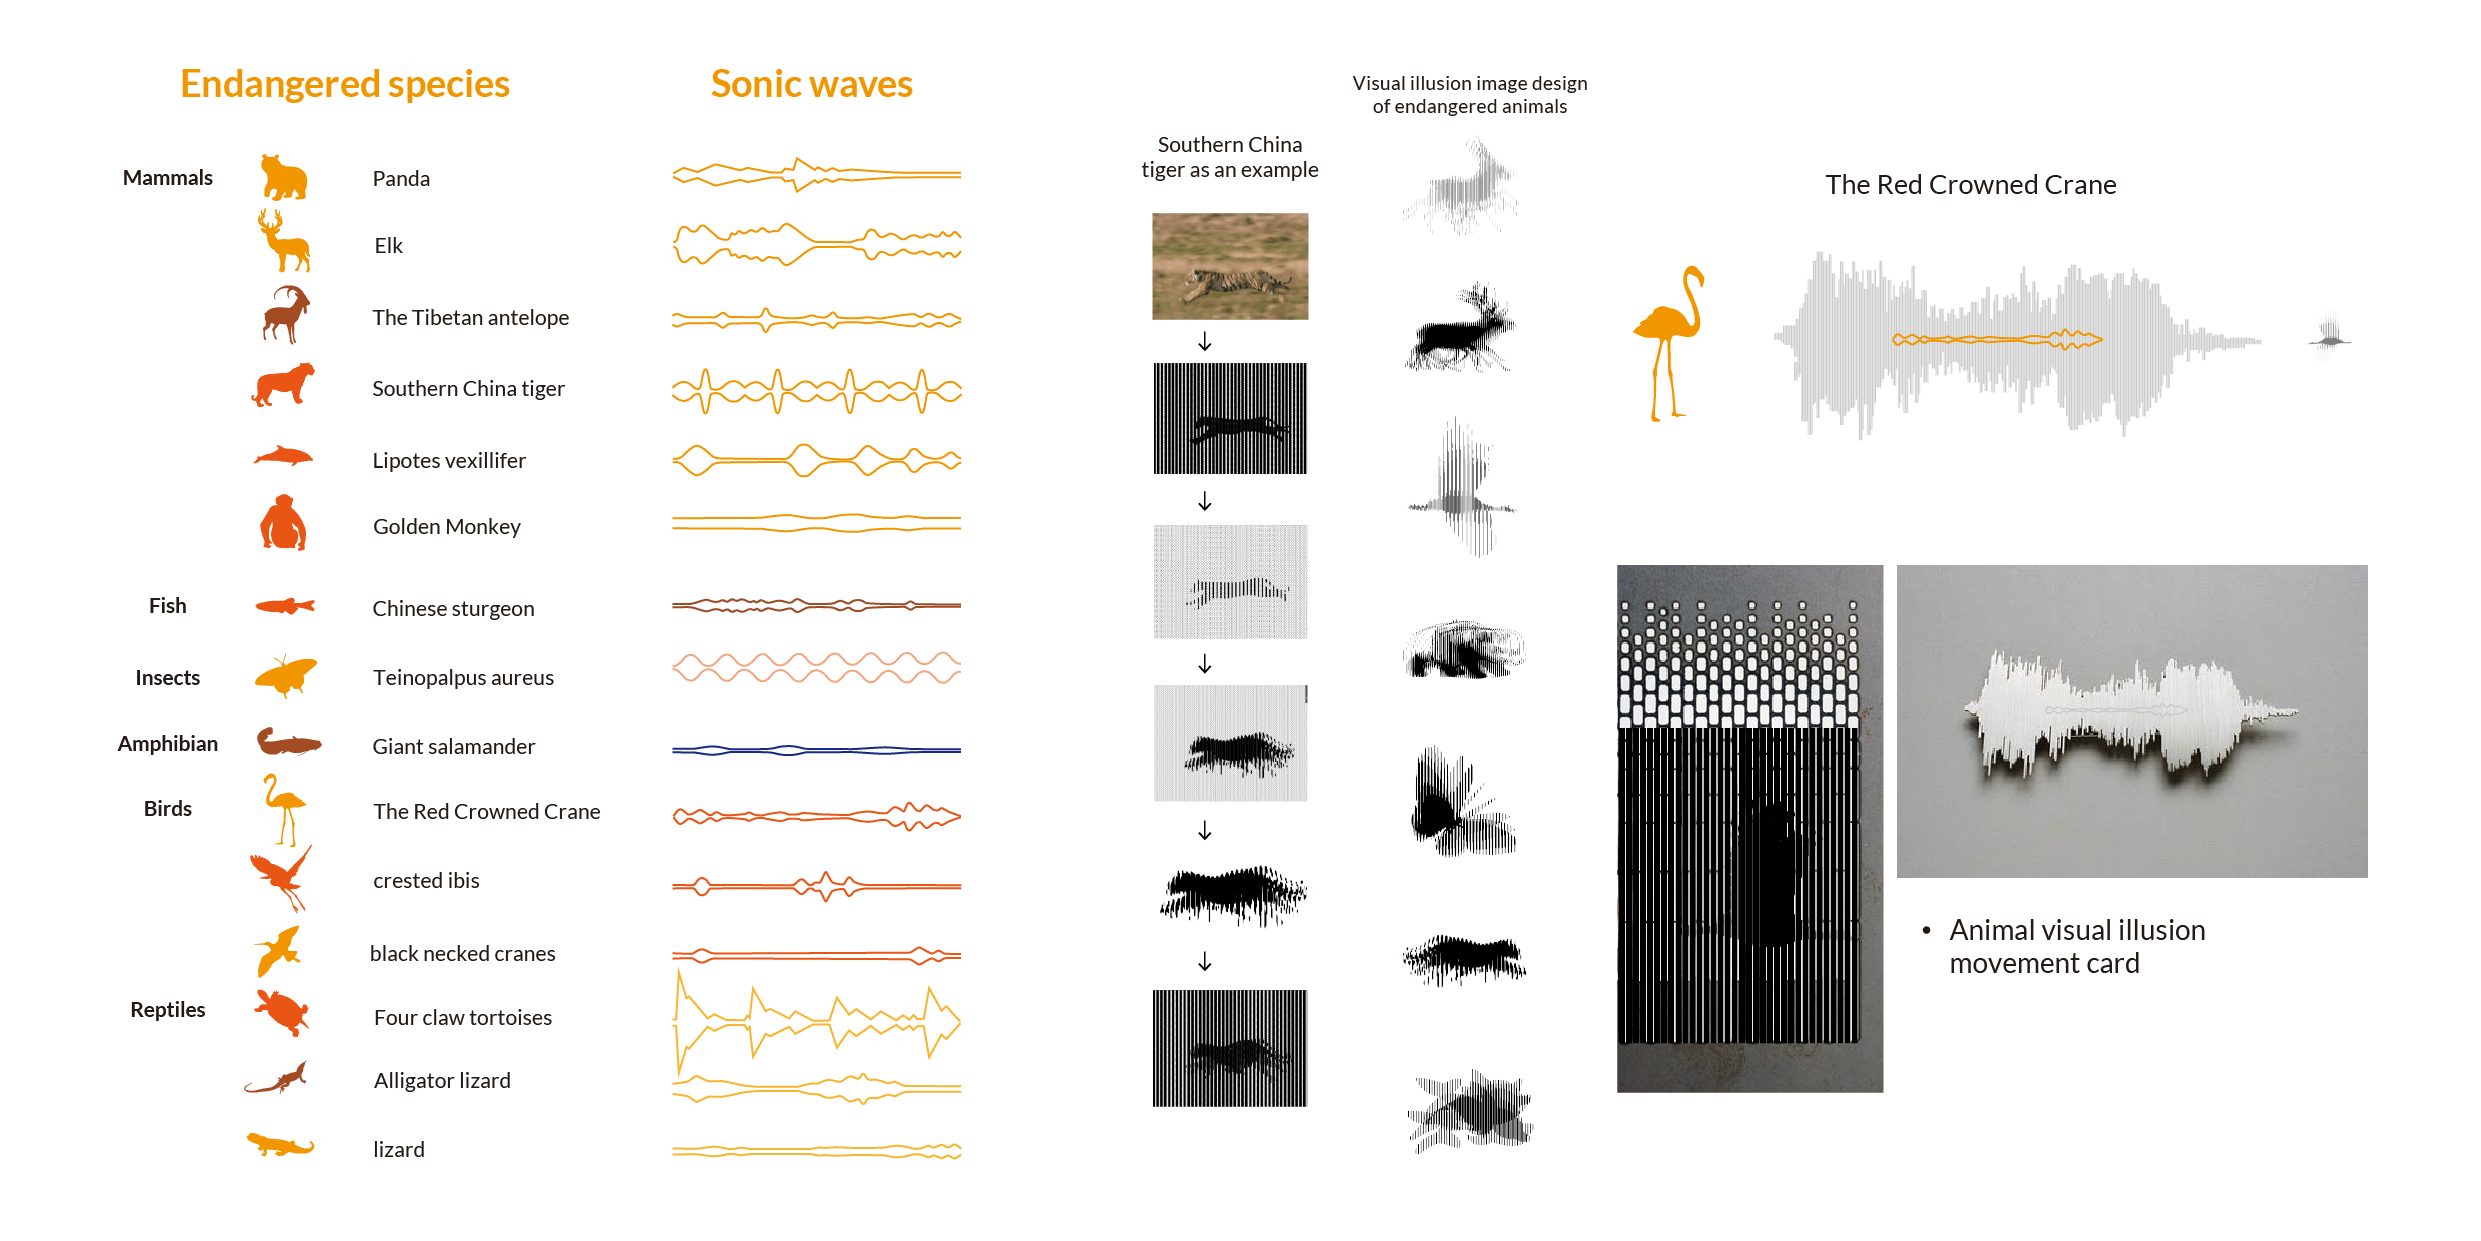 Endangered species
Sonic waves
Mammals
Panda
Elk
The Tibetan antelope
Southern China tiger
Lipotes vexillifer
Golden Monkey
Fish
Chinese sturgeon
Insects
Teinopalpus aureus
Amphibian
Giant salamander
Birds
The Red Crowned Crane
crested ibis
black necked cranes
Reptiles
Four claw tortoises
Alligator lizard
lizard
Southern China
tiger as an example
Visual illusion image design
of endangered animals
The Red Crowned Crane
• Animal visual illusion
movement card